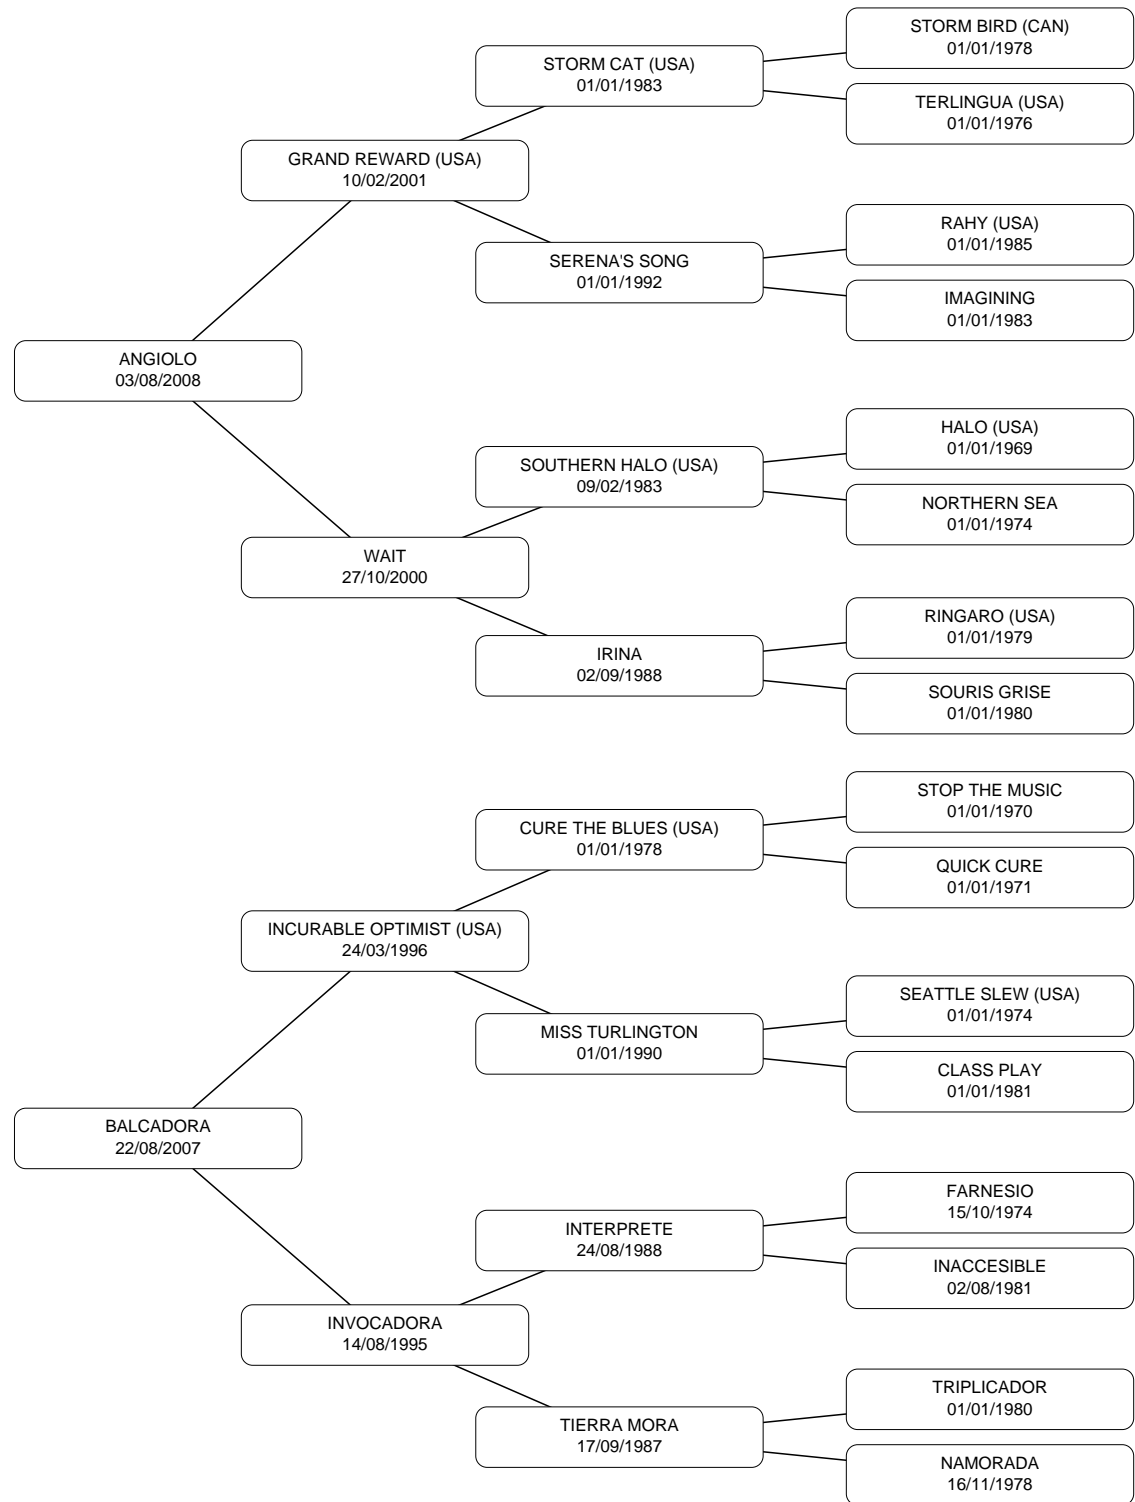 STORM BIRD (CAN)
01/01/1978
STORM CAT (USA)
01/01/1983
TERLINGUA (USA)
01/01/1976
GRAND REWARD (USA)
10/02/2001
RAHY (USA)
01/01/1985
SERENA'S SONG
01/01/1992
IMAGINING
01/01/1983
ANGIOLO
03/08/2008
HALO (USA)
01/01/1969
SOUTHERN HALO (USA)
09/02/1983
NORTHERN SEA
01/01/1974
WAIT
27/10/2000
RINGARO (USA)
01/01/1979
IRINA
02/09/1988
SOURIS GRISE
01/01/1980
STOP THE MUSIC
01/01/1970
CURE THE BLUES (USA)
01/01/1978
QUICK CURE
01/01/1971
INCURABLE OPTIMIST (USA)
24/03/1996
SEATTLE SLEW (USA)
01/01/1974
MISS TURLINGTON
01/01/1990
CLASS PLAY
01/01/1981
BALCADORA
22/08/2007
FARNESIO
15/10/1974
INTERPRETE
24/08/1988
INACCESIBLE
02/08/1981
INVOCADORA
14/08/1995
TRIPLICADOR
01/01/1980
TIERRA MORA
17/09/1987
NAMORADA
16/11/1978